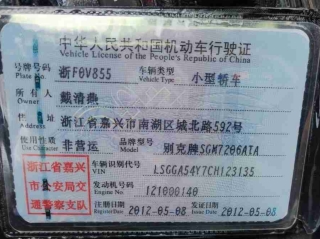 中华人民共和国机动车行驶证
Vehicle License of the People's Republic of China
号牌号码 浙F0V855 车辆类型 小型轿车
Plate No. Vehicle Type
所有人 戴清燕
Owner
住址 浙江省嘉兴市南湖区城北路592号
Address
使用性质 非营运 品牌型号 别克牌SGM7206ATA
Use Character Model
浙江省嘉兴市公安局交通警察支队
车辆识别代号 LSGGA54Y7CH123135
VIN
发动机号码 121000140
Engine No.
注册日期 2012-05-08 发证日期 2012-05-08
Register Date Issue Date